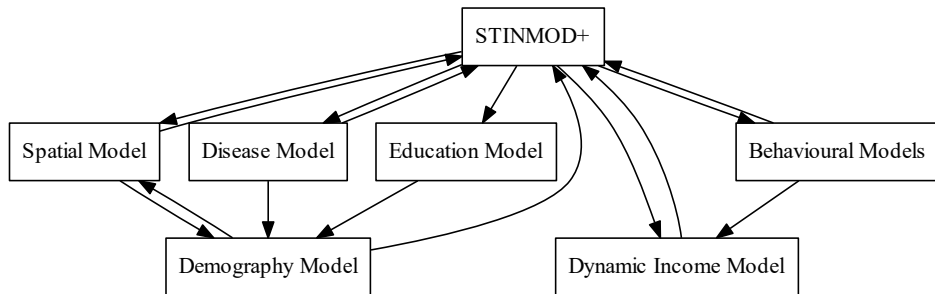 STINMOD+
Spatial Model
Disease Model
Education Model
Behavioural Models
Demography Model
Dynamic Income Model